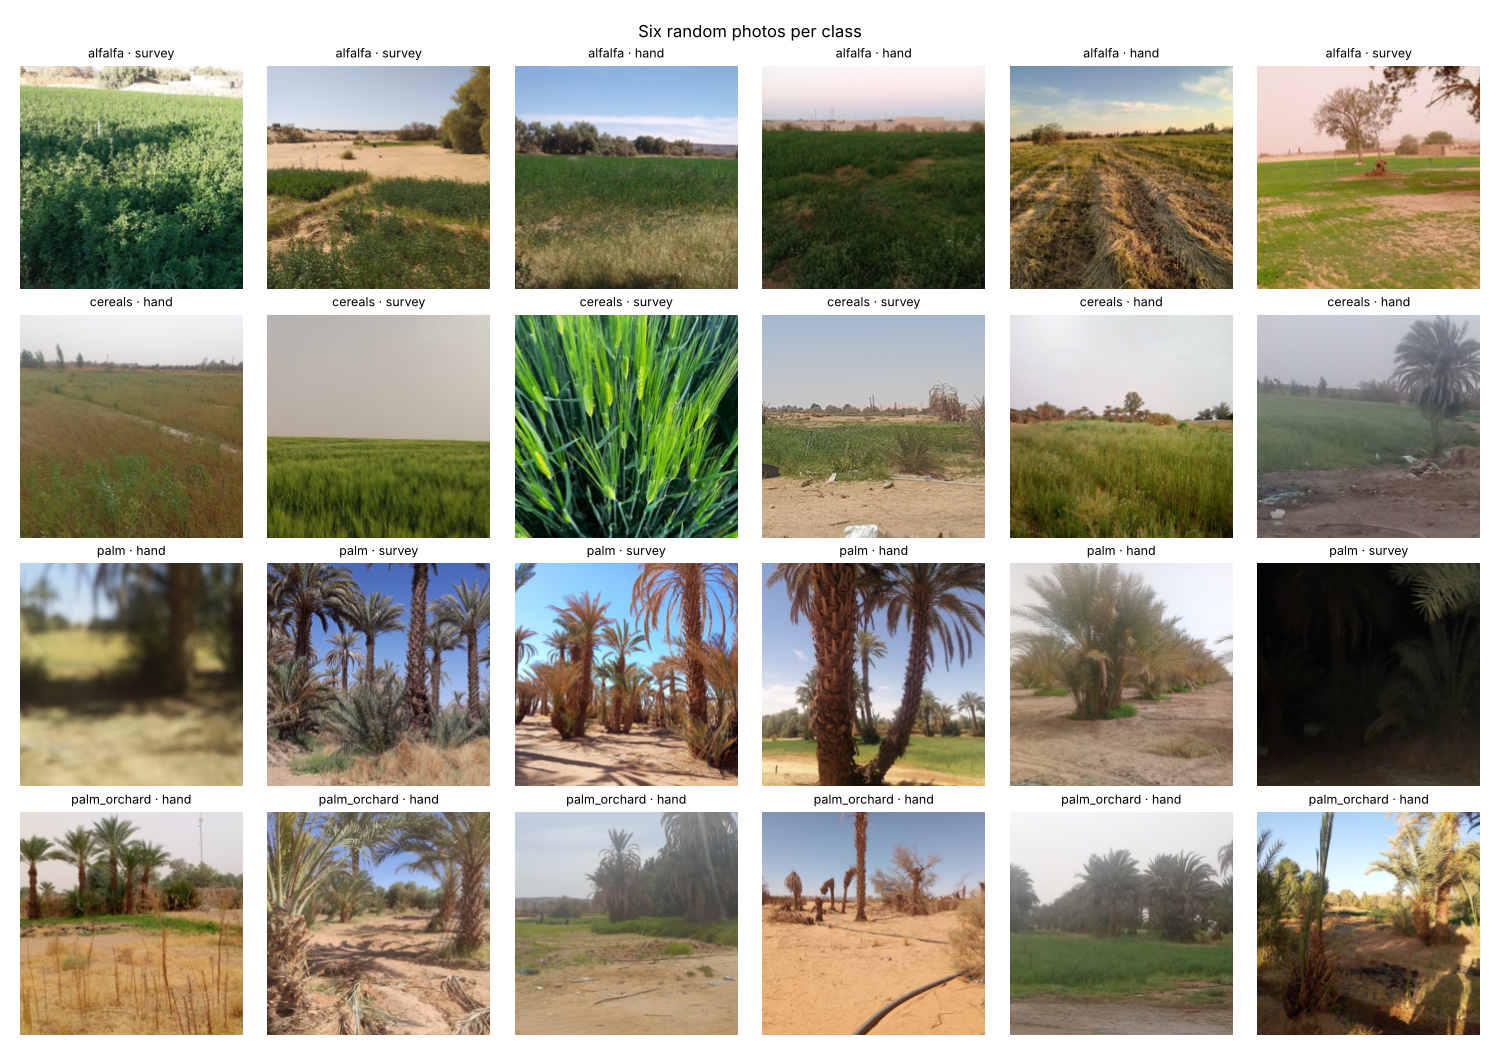 Six random photos per class
alfalfa · survey
alfalfa · survey
alfalfa · hand
alfalfa · hand
alfalfa · hand
alfalfa · survey
cereals · hand
cereals · survey
cereals · survey
cereals · survey
cereals · hand
cereals · hand
palm · hand
palm · survey
palm · survey
palm · hand
palm · hand
palm · survey
palm_orchard · hand
palm_orchard · hand
palm_orchard · hand
palm_orchard · hand
palm_orchard · hand
palm_orchard · hand